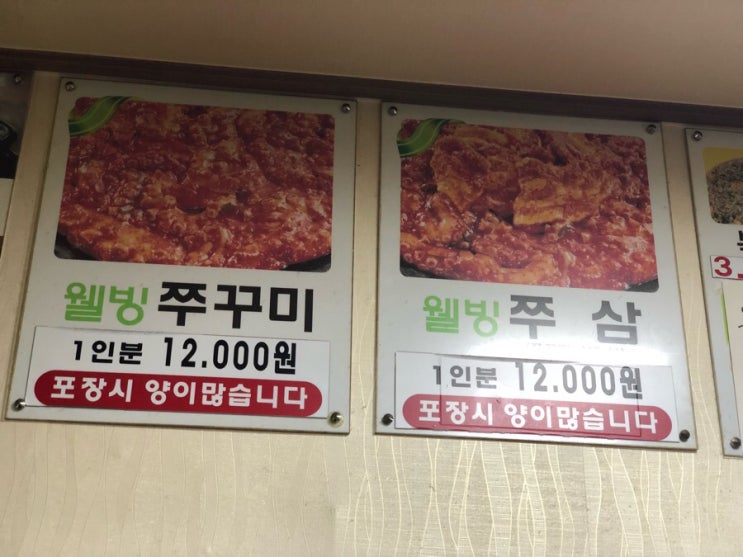 웰빙 쭈꾸미
1인분 12.000원
포장시 양이많습니다
웰빙 쭈 삼
1인분 12.000원
포장시 양이많습니다
3.